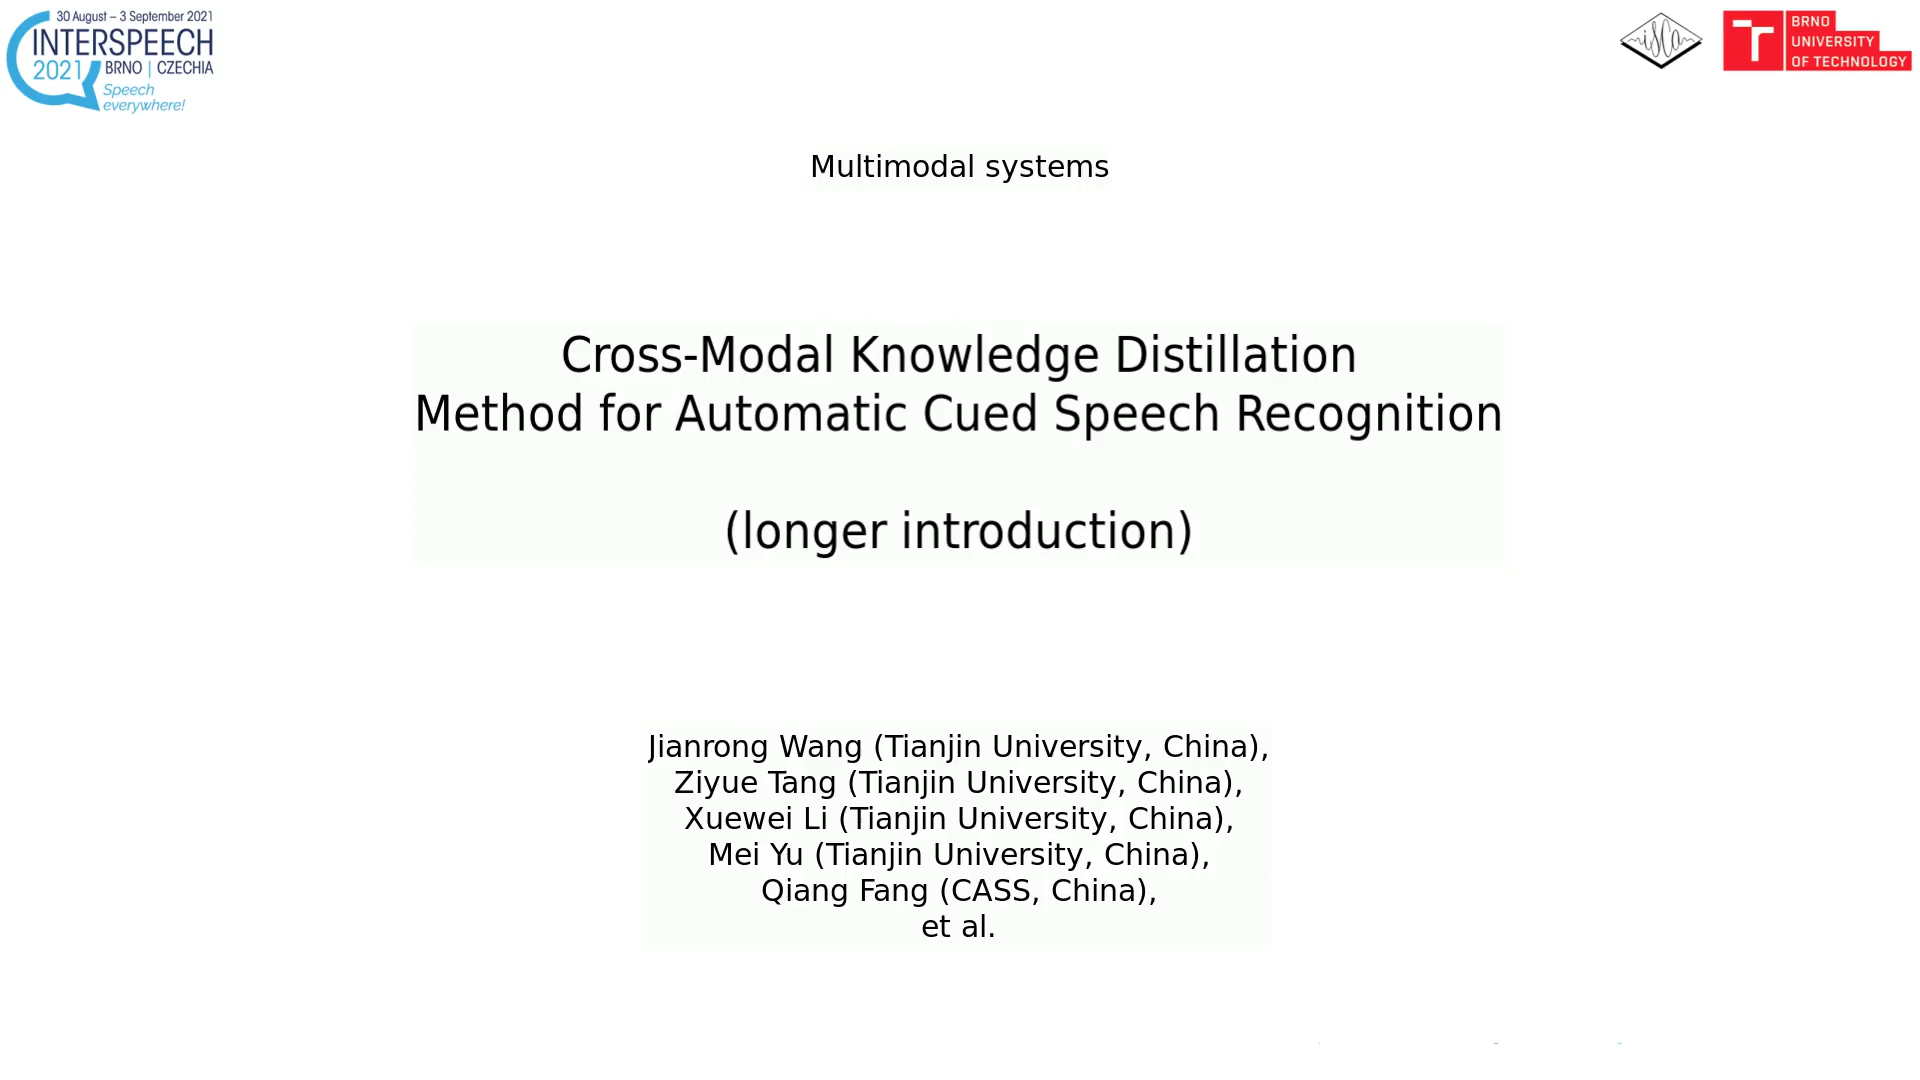 30 August – 3 September 2021
INTERSPEECH
2021 BRNO | CZECHIA
Speech
everywhere!
isca
BRNO
UNIVERSITY
OF TECHNOLOGY
Multimodal systems
Cross-Modal Knowledge Distillation
Method for Automatic Cued Speech Recognition
(longer introduction)
Jianrong Wang (Tianjin University, China),
Ziyue Tang (Tianjin University, China),
Xuewei Li (Tianjin University, China),
Mei Yu (Tianjin University, China),
Qiang Fang (CASS, China),
et al.